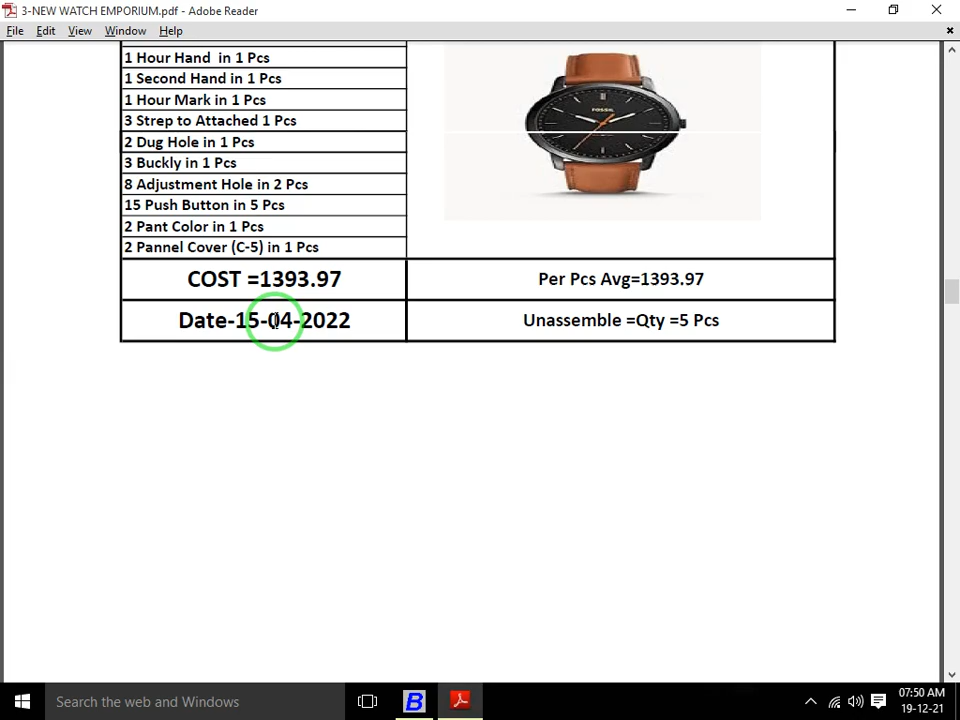 3-NEW WATCH EMPORIUM.pdf - Adobe Reader
File Edit View Window Help
1 Hour Hand in 1 Pcs
1 Second Hand in 1 Pcs
1 Hour Mark in 1 Pcs
3 Strep to Attached 1 Pcs
2 Dug Hole in 1 Pcs
3 Buckly in 1 Pcs
8 Adjustment Hole in 2 Pcs
15 Push Button in 5 Pcs
2 Pant Color in 1 Pcs
2 Pannel Cover (C-5) in 1 Pcs
FOSSIL
COST =1393.97
Per Pcs Avg=1393.97
Date-15-04-2022
Unassemble =Qty =5 Pcs
Search the web and Windows
B
07:50 AM
19-12-21